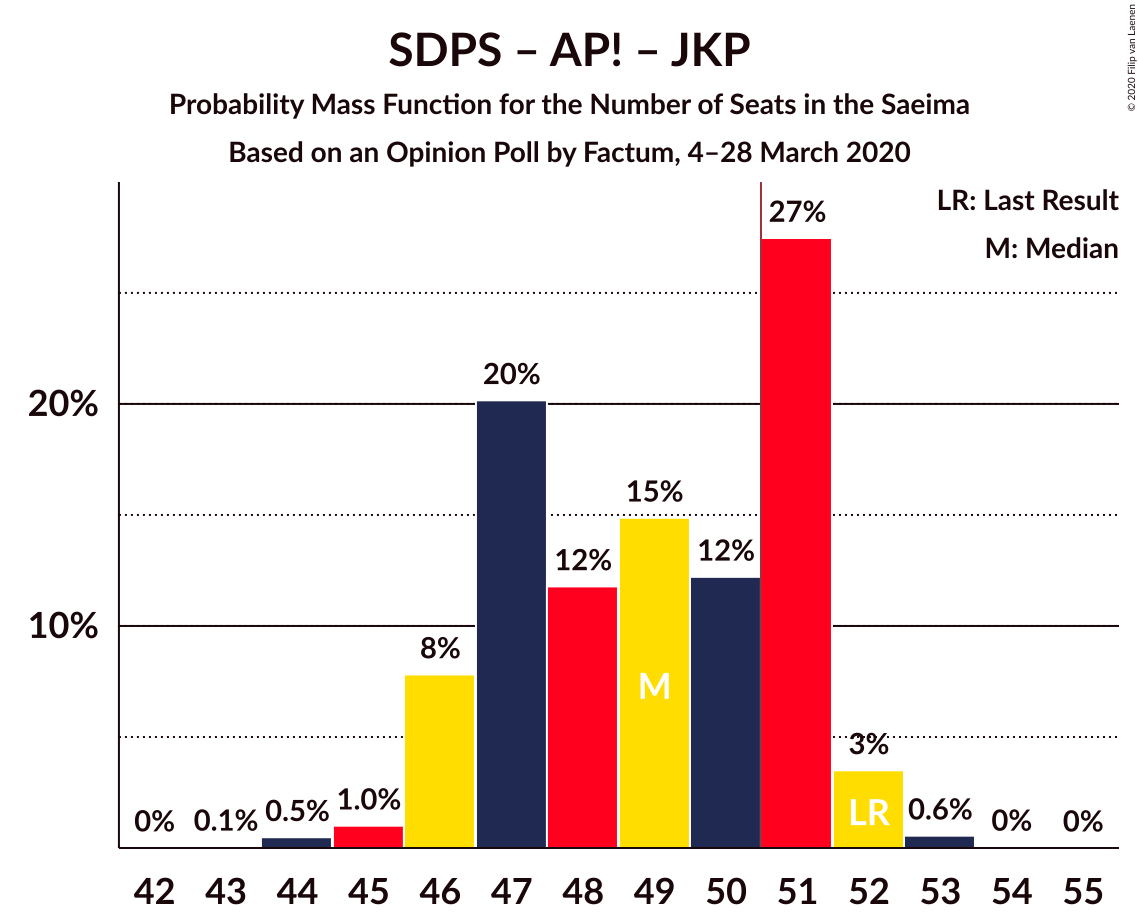 SDPS – AP! – JKP
Probability Mass Function for the Number of Seats in the Saeima
Based on an Opinion Poll by Factum, 4–28 March 2020
© 2020 Filip van Laenen
LR: Last Result
M: Median
20%
10%
0%
0.1%
0.5%
1.0%
8%
20%
12%
15%
12%
27%
3%
0.6%
0%
0%
M
LR
42 43 44 45 46 47 48 49 50 51 52 53 54 55